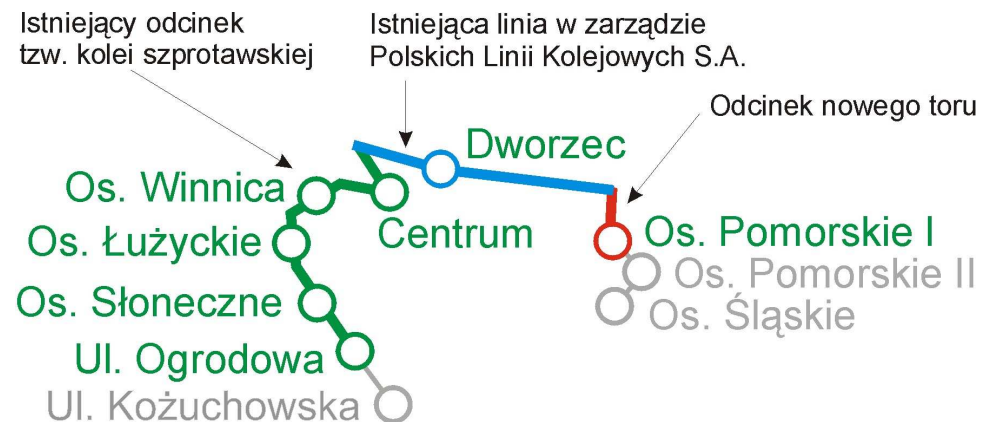 Istniejący odcinek
tzw. kolei szprotawskiej
Istniejąca linia w zarządzie
Polskich Linii Kolejowych S.A.
Odcinek nowego toru
Dworzec
Os. Winnica
Centrum
Os. Łużyckie
Os. Pomorskie I
Os. Pomorskie II
Os. Słoneczne
Os. Śląskie
Ul. Ogrodowa
Ul. Kożuchowska